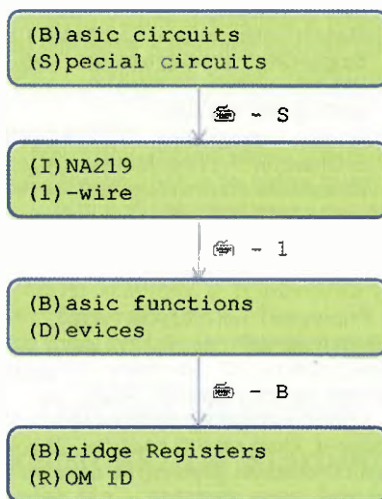 (B)asic circuits
(S)pecial circuits
- S
(I)NA219
(1)-wire
- 1
(B)asic functions
(D)evices
- B
(B)ridge Registers
(R)OM ID